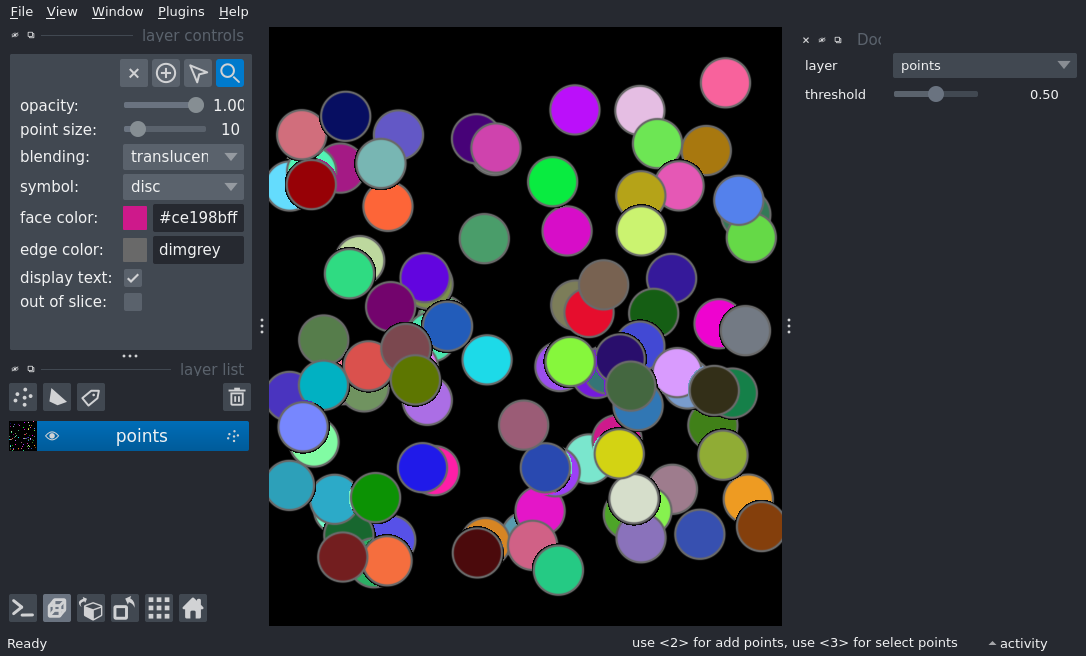 File View Window Plugins Help
layer controls
opacity: 1.00
point size: 10
blending: translucen
symbol: disc
face color: #ce198bff
edge color: dimgrey
display text:
out of slice:
layer list
points
Ready
Doc
layer points
threshold 0.50
use <2> for add points, use <3> for select points
activity